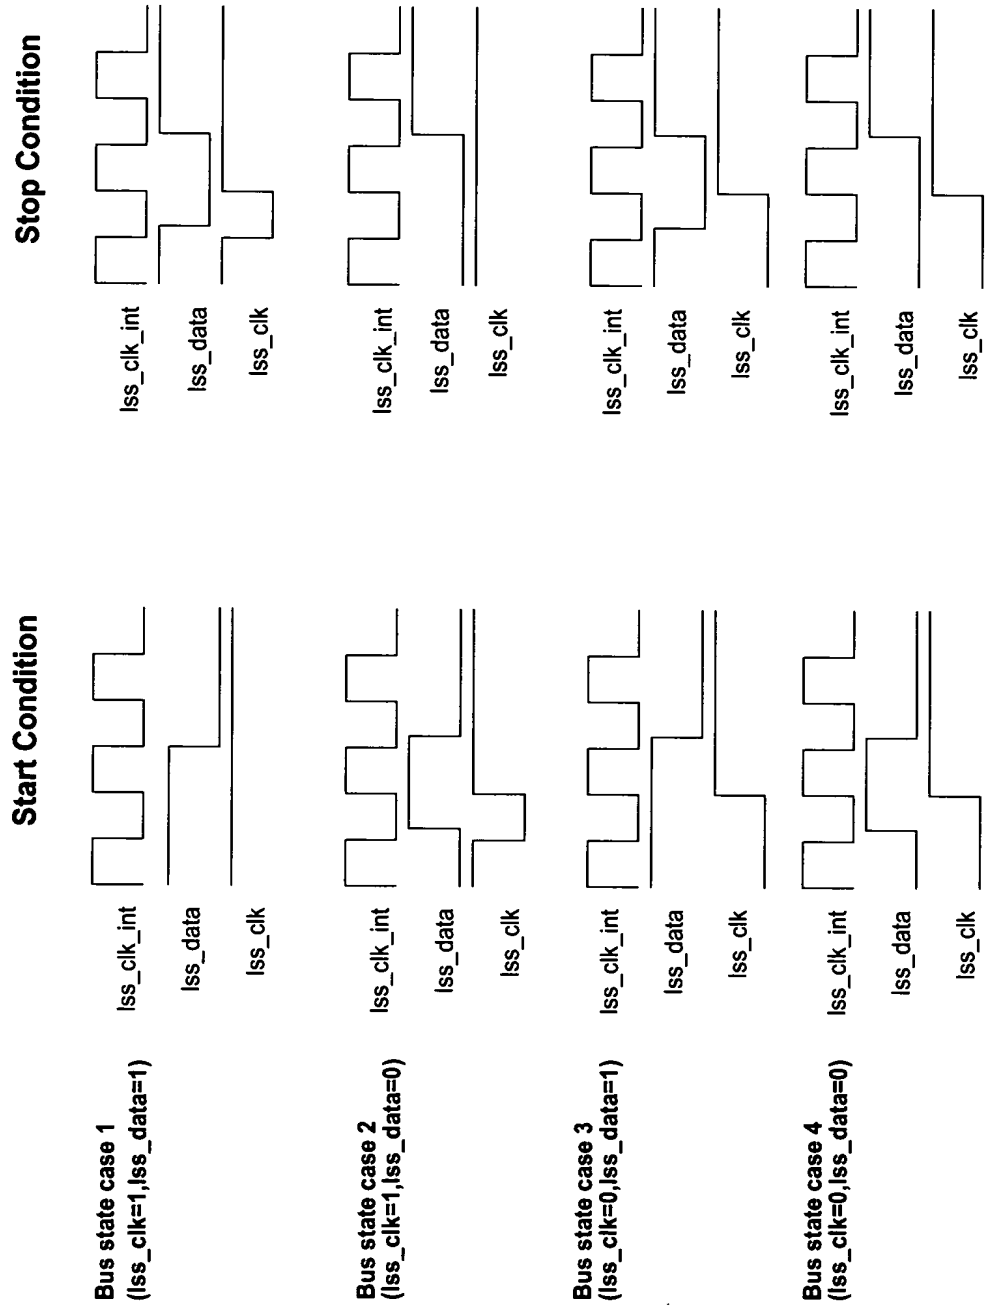 Start Condition
Stop Condition
Bus state case 1
(lss_clk=1,lss_data=1)
lss_clk_int
lss_data
lss_clk
lss_clk_int
lss_data
lss_clk
Bus state case 2
(lss_clk=1,lss_data=0)
lss_clk_int
lss_data
lss_clk
lss_clk_int
lss_data
lss_clk
Bus state case 3
(lss_clk=0,lss_data=1)
lss_clk_int
lss_data
lss_clk
lss_clk_int
lss_data
lss_clk
Bus state case 4
(lss_clk=0,lss_data=0)
lss_clk_int
lss_data
lss_clk
lss_clk_int
lss_data
lss_clk